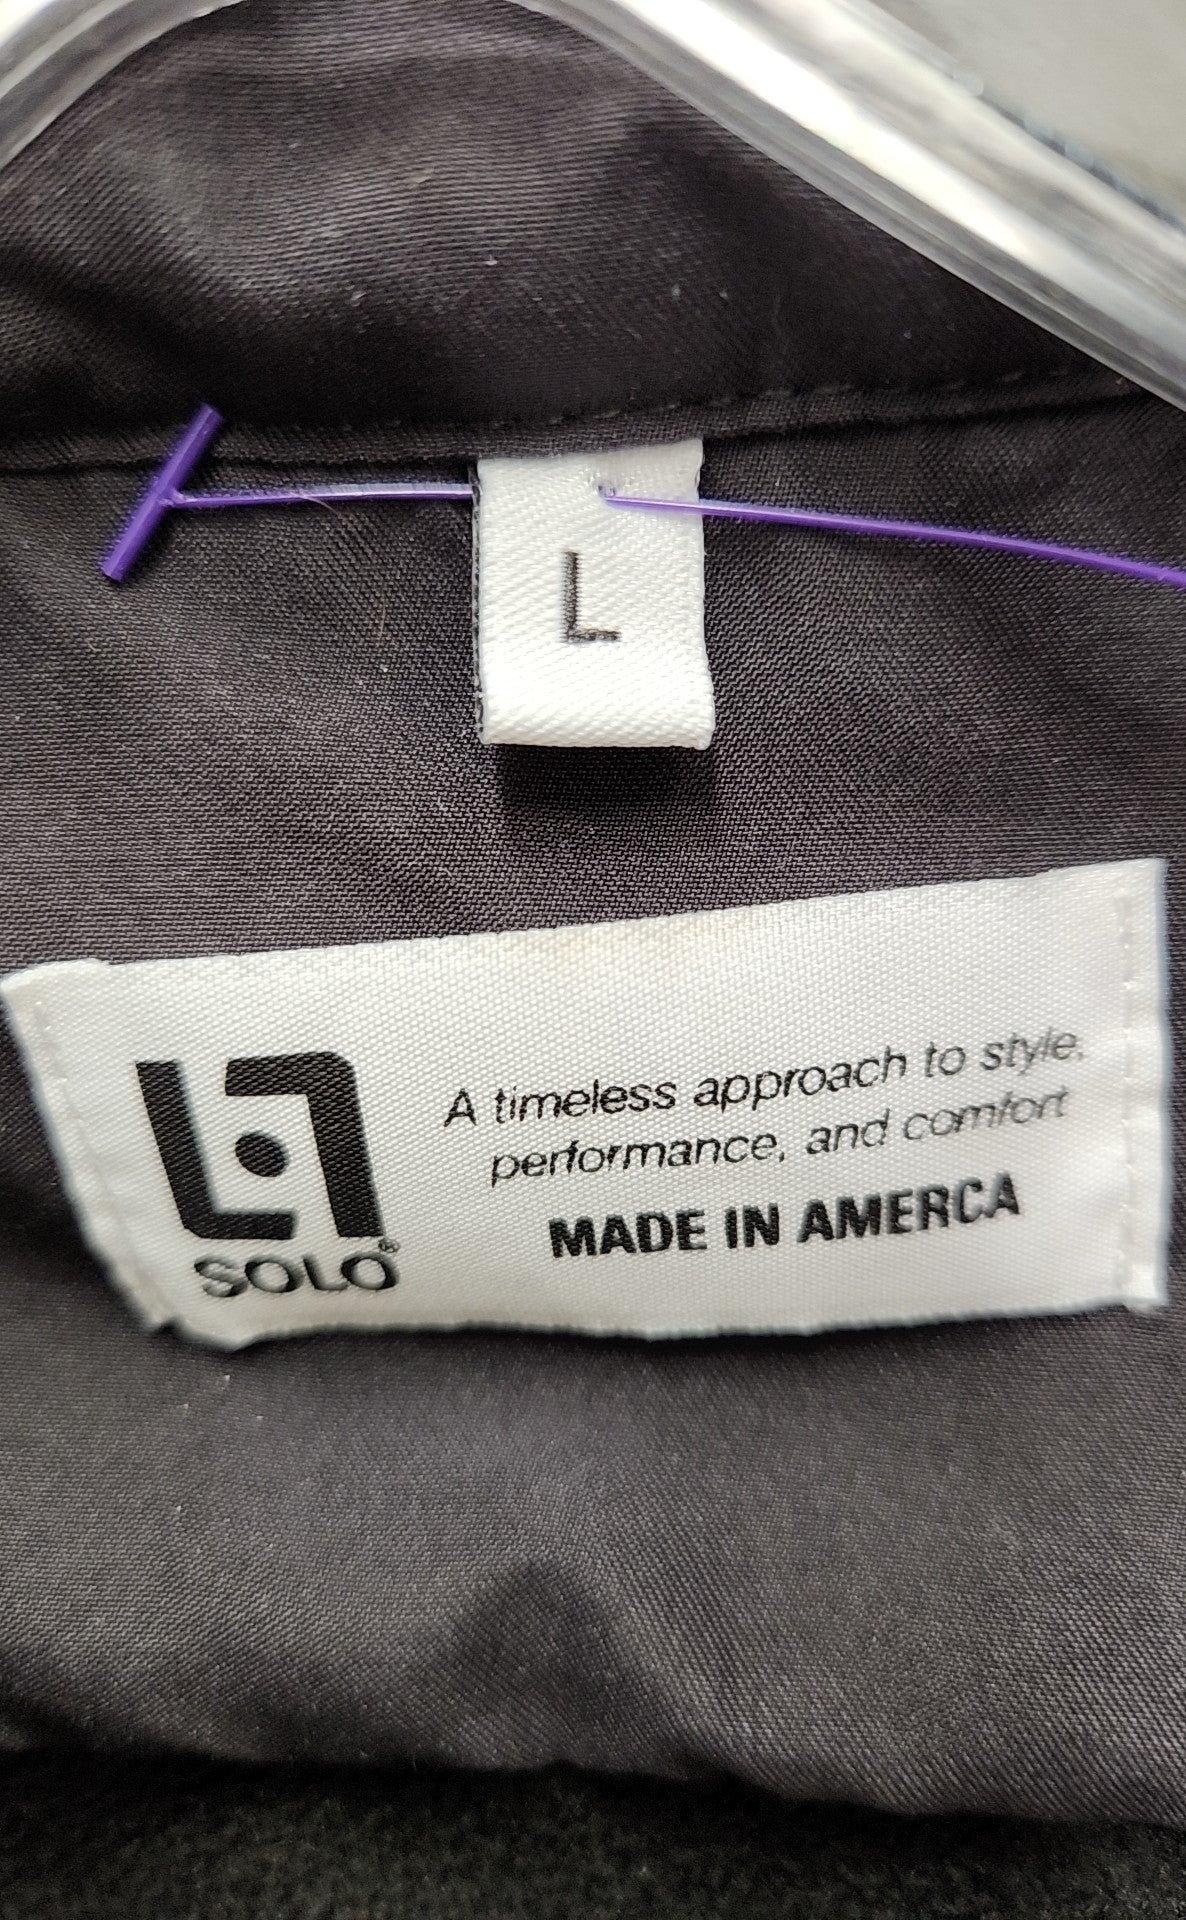 L
A timeless approach to style,
performance, and comfort
MADE IN AMERCA
SOLO®